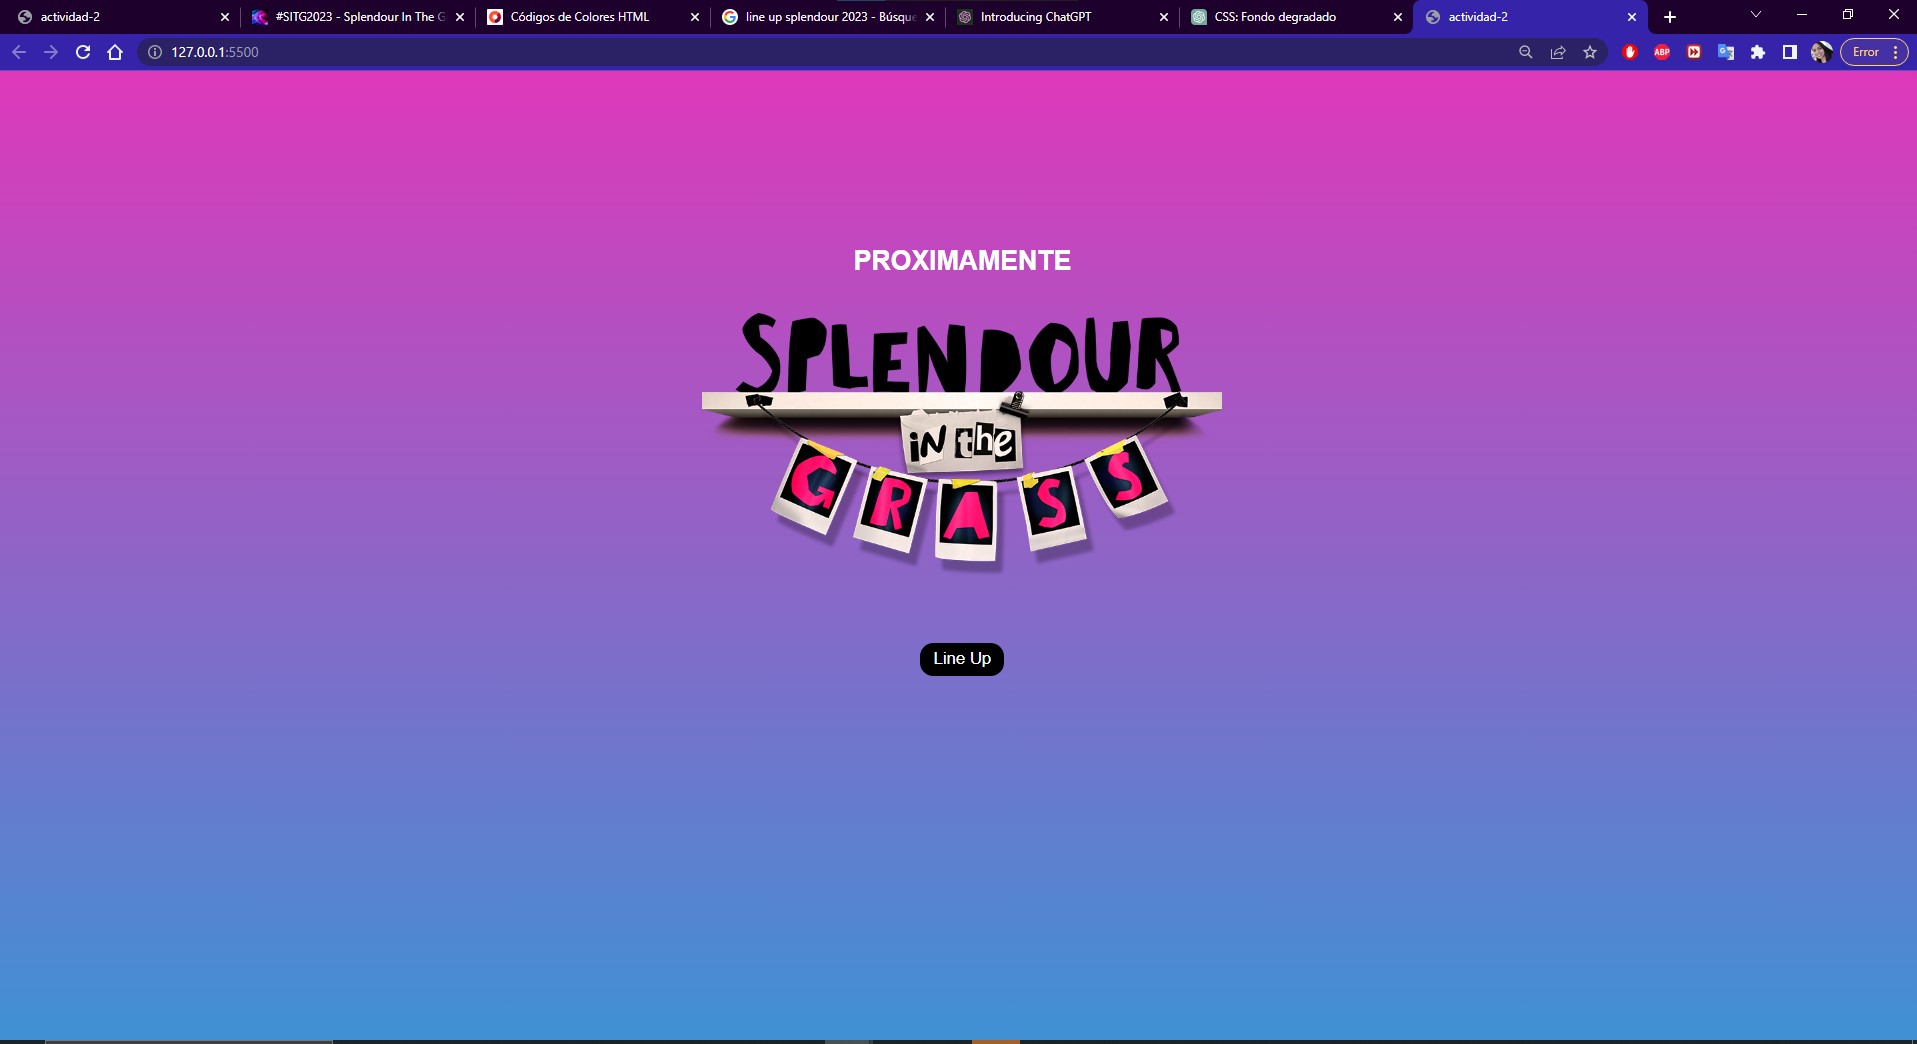 actividad-2
#SITG2023 - Splendour In The G
Códigos de Colores HTML
line up splendour 2023 - Búsque
Introducing ChatGPT
CSS: Fondo degradado
actividad-2
127.0.0.1:5500
ABP
Error
PROXIMAMENTE
SPLENDOUR
iN the
GRASS
Line Up